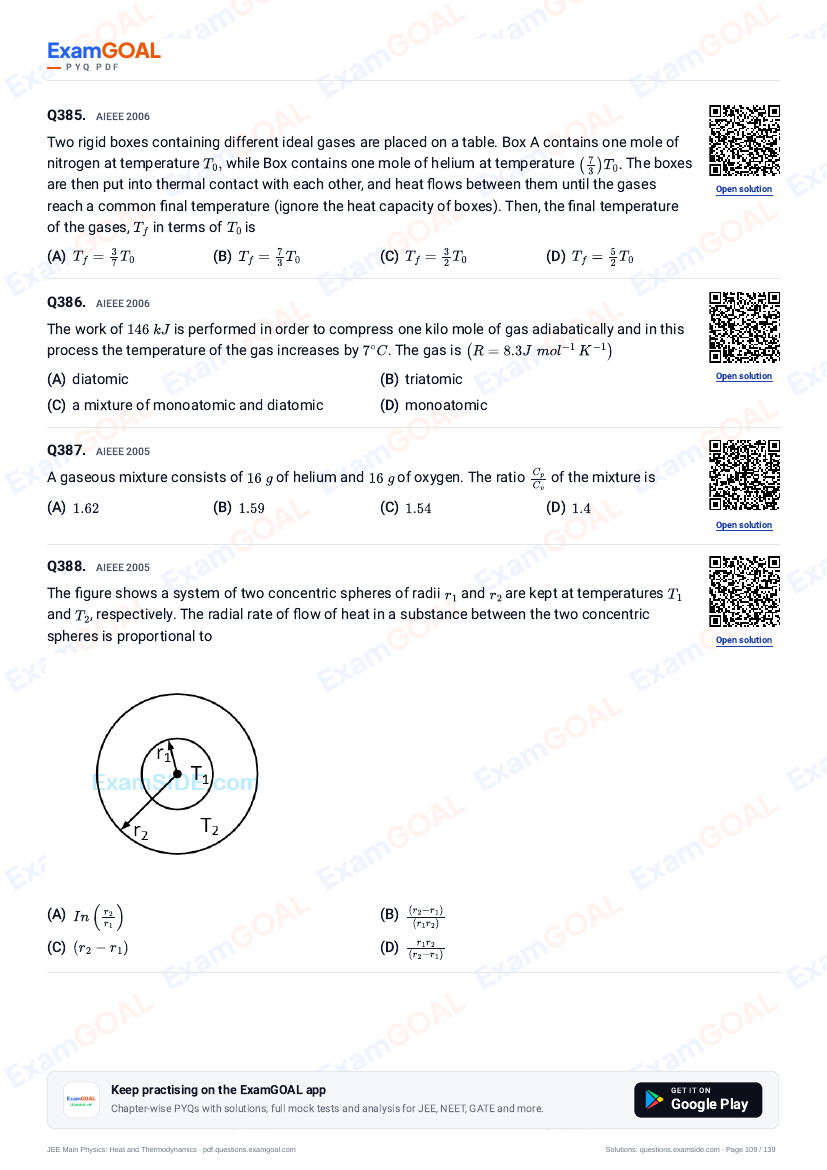 ExamGOAL
PYQ PDF
Q385. AIEEE 2006
Two rigid boxes containing different ideal gases are placed on a table. Box A contains one mole of
nitrogen at temperature T₀, while Box contains one mole of helium at temperature (7/3)T₀. The boxes
are then put into thermal contact with each other, and heat flows between them until the gases
reach a common final temperature (ignore the heat capacity of boxes). Then, the final temperature
of the gases, T_f in terms of T₀ is
(A) T_f = 3/7 T₀ (B) T_f = 7/3 T₀ (C) T_f = 3/2 T₀ (D) T_f = 5/2 T₀
Open solution
Q386. AIEEE 2006
The work of 146 kJ is performed in order to compress one kilo mole of gas adiabatically and in this
process the temperature of the gas increases by 7°C. The gas is (R = 8.3J mol⁻¹ K⁻¹)
(A) diatomic (B) triatomic
(C) a mixture of monoatomic and diatomic (D) monoatomic
Open solution
Q387. AIEEE 2005
A gaseous mixture consists of 16 g of helium and 16 g of oxygen. The ratio C_p/C_v of the mixture is
(A) 1.62 (B) 1.59 (C) 1.54 (D) 1.4
Open solution
Q388. AIEEE 2005
The figure shows a system of two concentric spheres of radii r₁ and r₂ are kept at temperatures T₁
and T₂, respectively. The radial rate of flow of heat in a substance between the two concentric
spheres is proportional to
Open solution
r₁
T₁
ExamSIDE.com
r₂
T₂
(A) In (r₂/r₁) (B) (r₂−r₁)/(r₁r₂)
(C) (r₂ − r₁) (D) r₁r₂/(r₂−r₁)
ExamGOAL
Keep practising on the ExamGOAL app
Chapter-wise PYQs with solutions, full mock tests and analysis for JEE, NEET, GATE and more.
GET IT ON
Google Play
JEE Main Physics: Heat and Thermodynamics · pdf.questions.examgoal.com
Solutions: questions.examside.com · Page 109 / 139